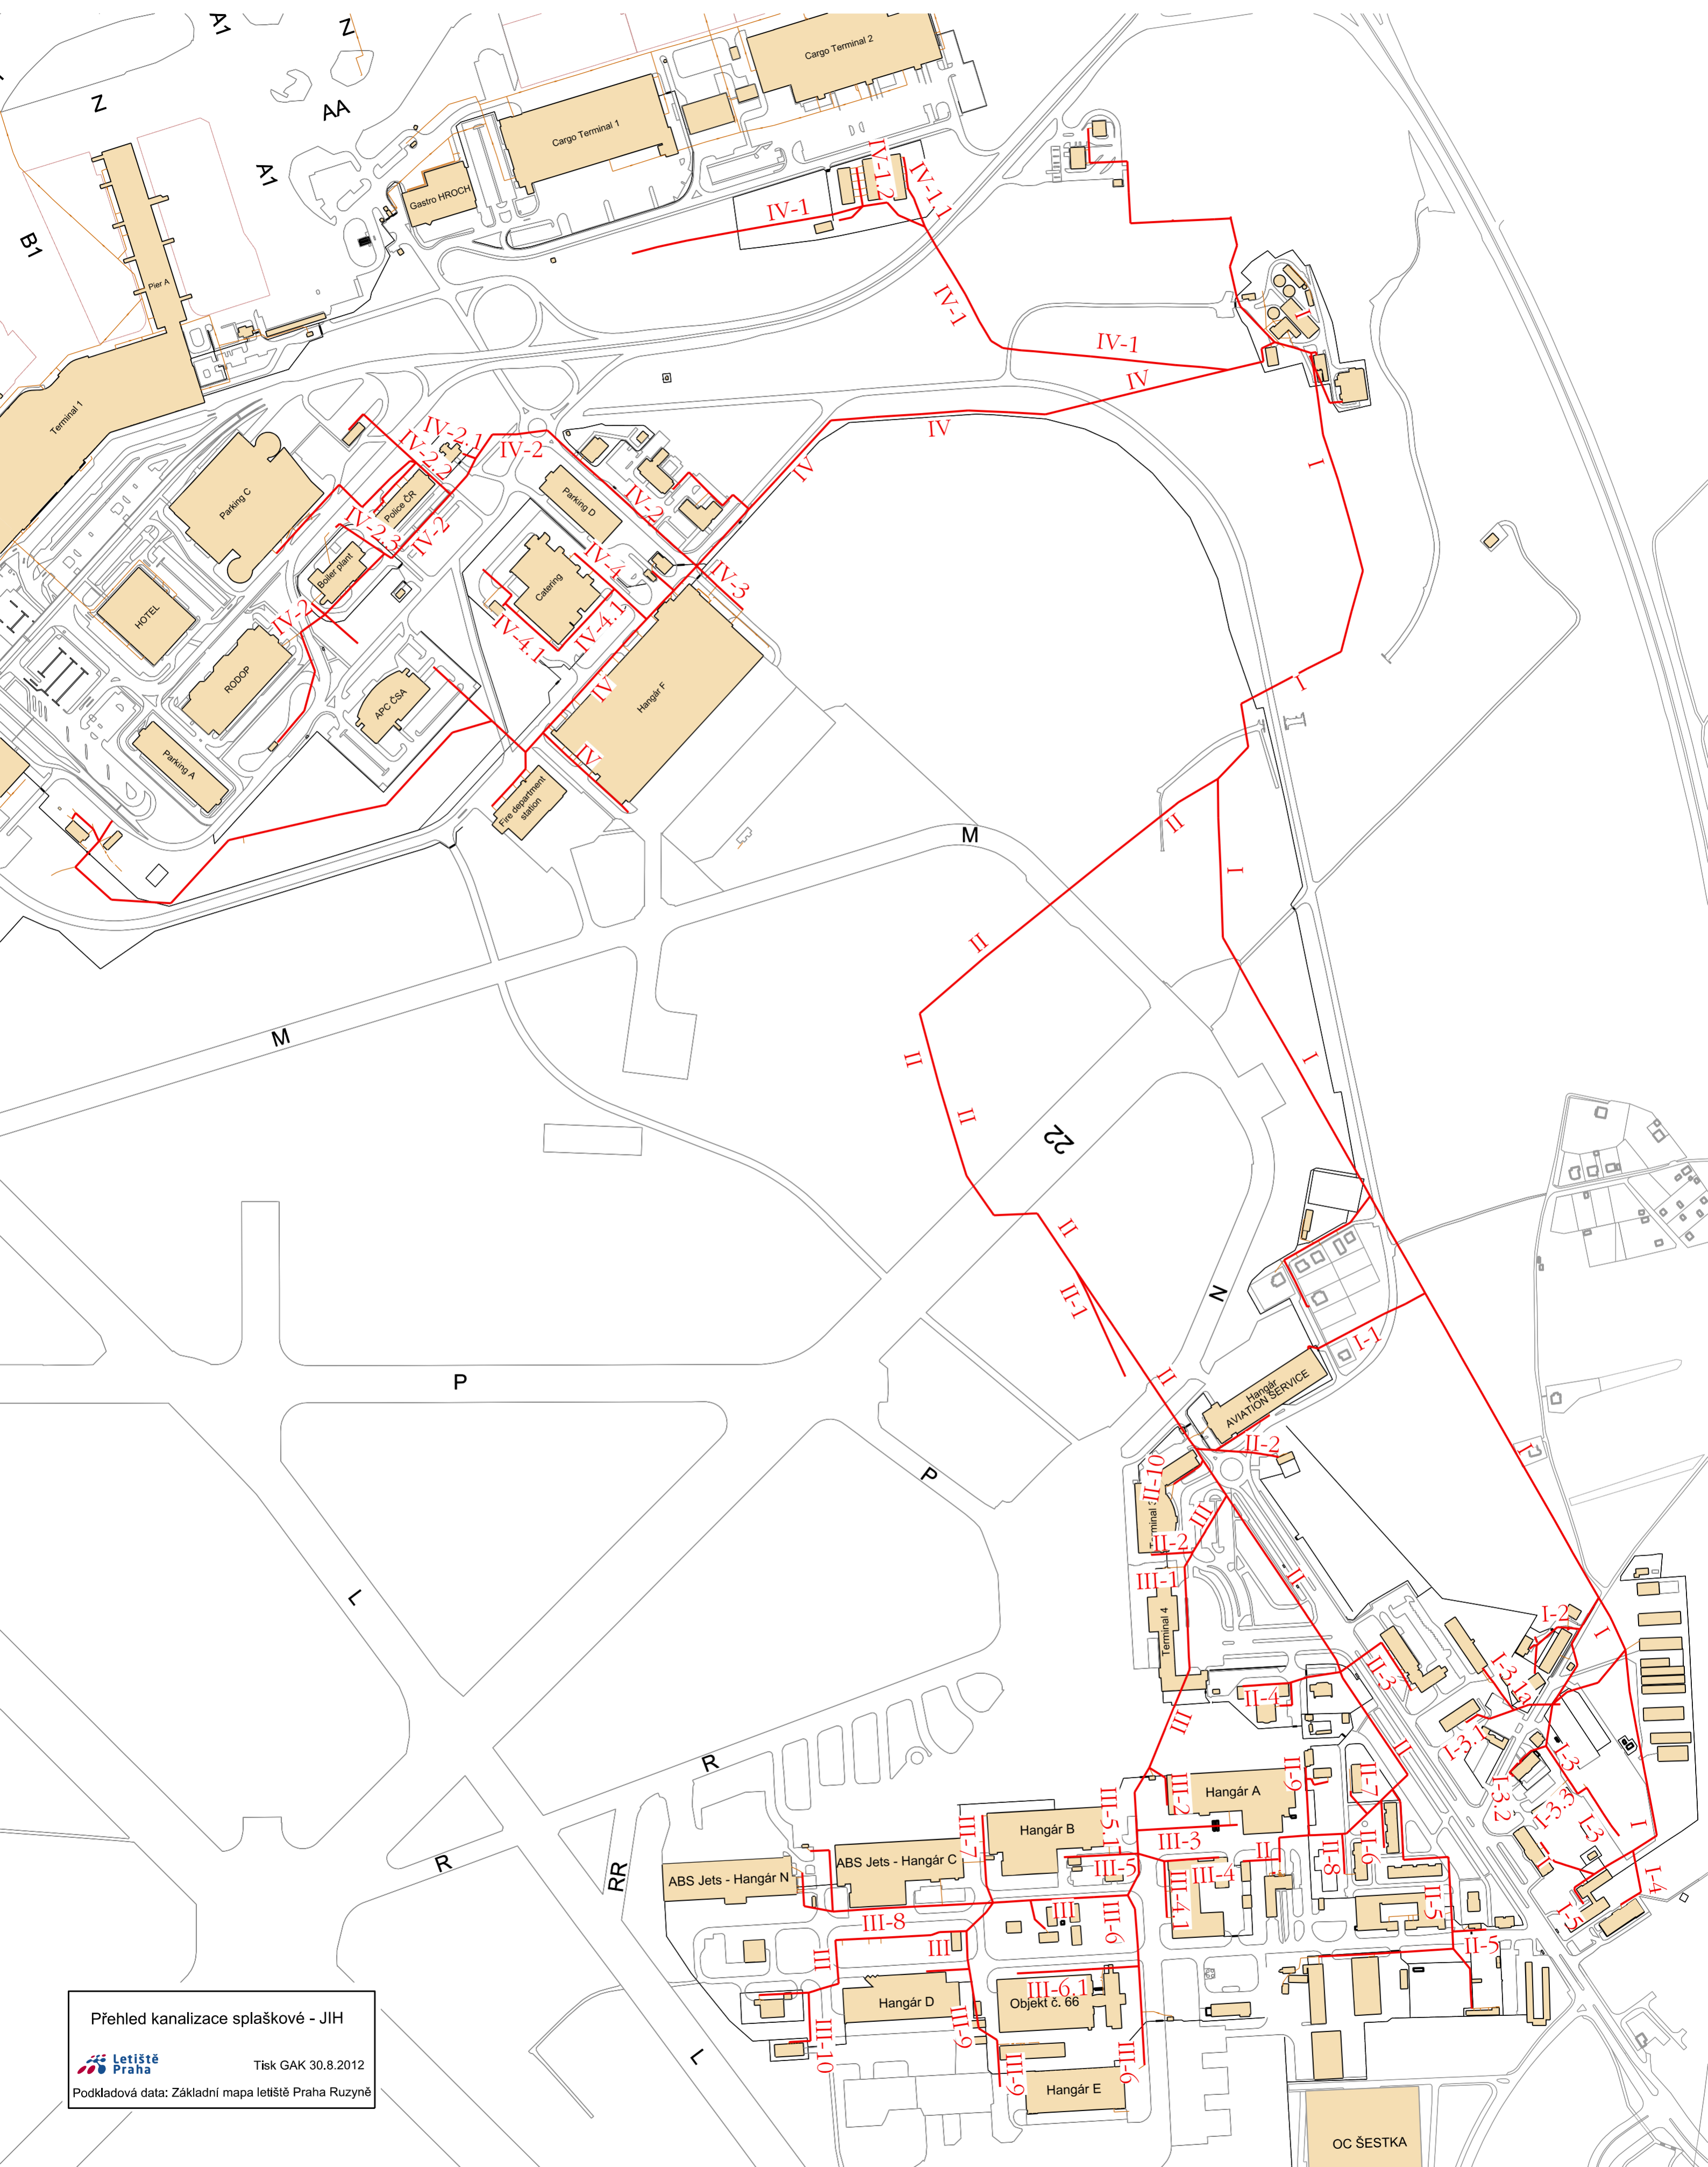 A1
Z
Cargo Terminal 2
Z
AA
Cargo Terminal 1
A1
Gastro HROCH
IV-1.2
IV-1.1
IV-1
B1
Pier A
IV-1
I
IV-1
IV
Terminal 1
IV-2.1
IV-2.2
IV-2
IV
Parking C
Police ČR
Parking D
IV-2
IV
I
IV-2.3
IV-2
Boiler plant
Catering
IV-4
IV-3
HOTEL
IV-2
IV-4.1
IV-4.1
RODOP
APC ČSA
IV
Hangár F
I
Parking A
IV
Fire department
station
II
M
I
II
M
II
I
II
22
II
II-1
N
I-1
P
II
Hangár
AVIATION SERVICE
II-2
I
P
II-10
III
II-2
II
III-1
Terminal 4
L
I-2
I
II-3
I-3.1a
II-4
III
I-3.1
II
I-3
R
III-2
Hangár A
II-9
II-7
I-3.2
I-3.3
I-3
I
III-7
Hangár B
III-5.1
III-3
II
II-8
II-6
R
RR
ABS Jets - Hangár N
ABS Jets - Hangár C
III-5
III-4
III-4.1
II-5
I-4
I-5
III-8
III
III-6
III
III
II-5
Hangár D
Objekt č. 66
III-6.1
III-10
III-9
III-6
III-9
Hangár E
L
OC ŠESTKA
Přehled kanalizace splaškové - JIH
Letiště
Praha
Tisk GAK 30.8.2012
Podkladová data: Základní mapa letiště Praha Ruzyně